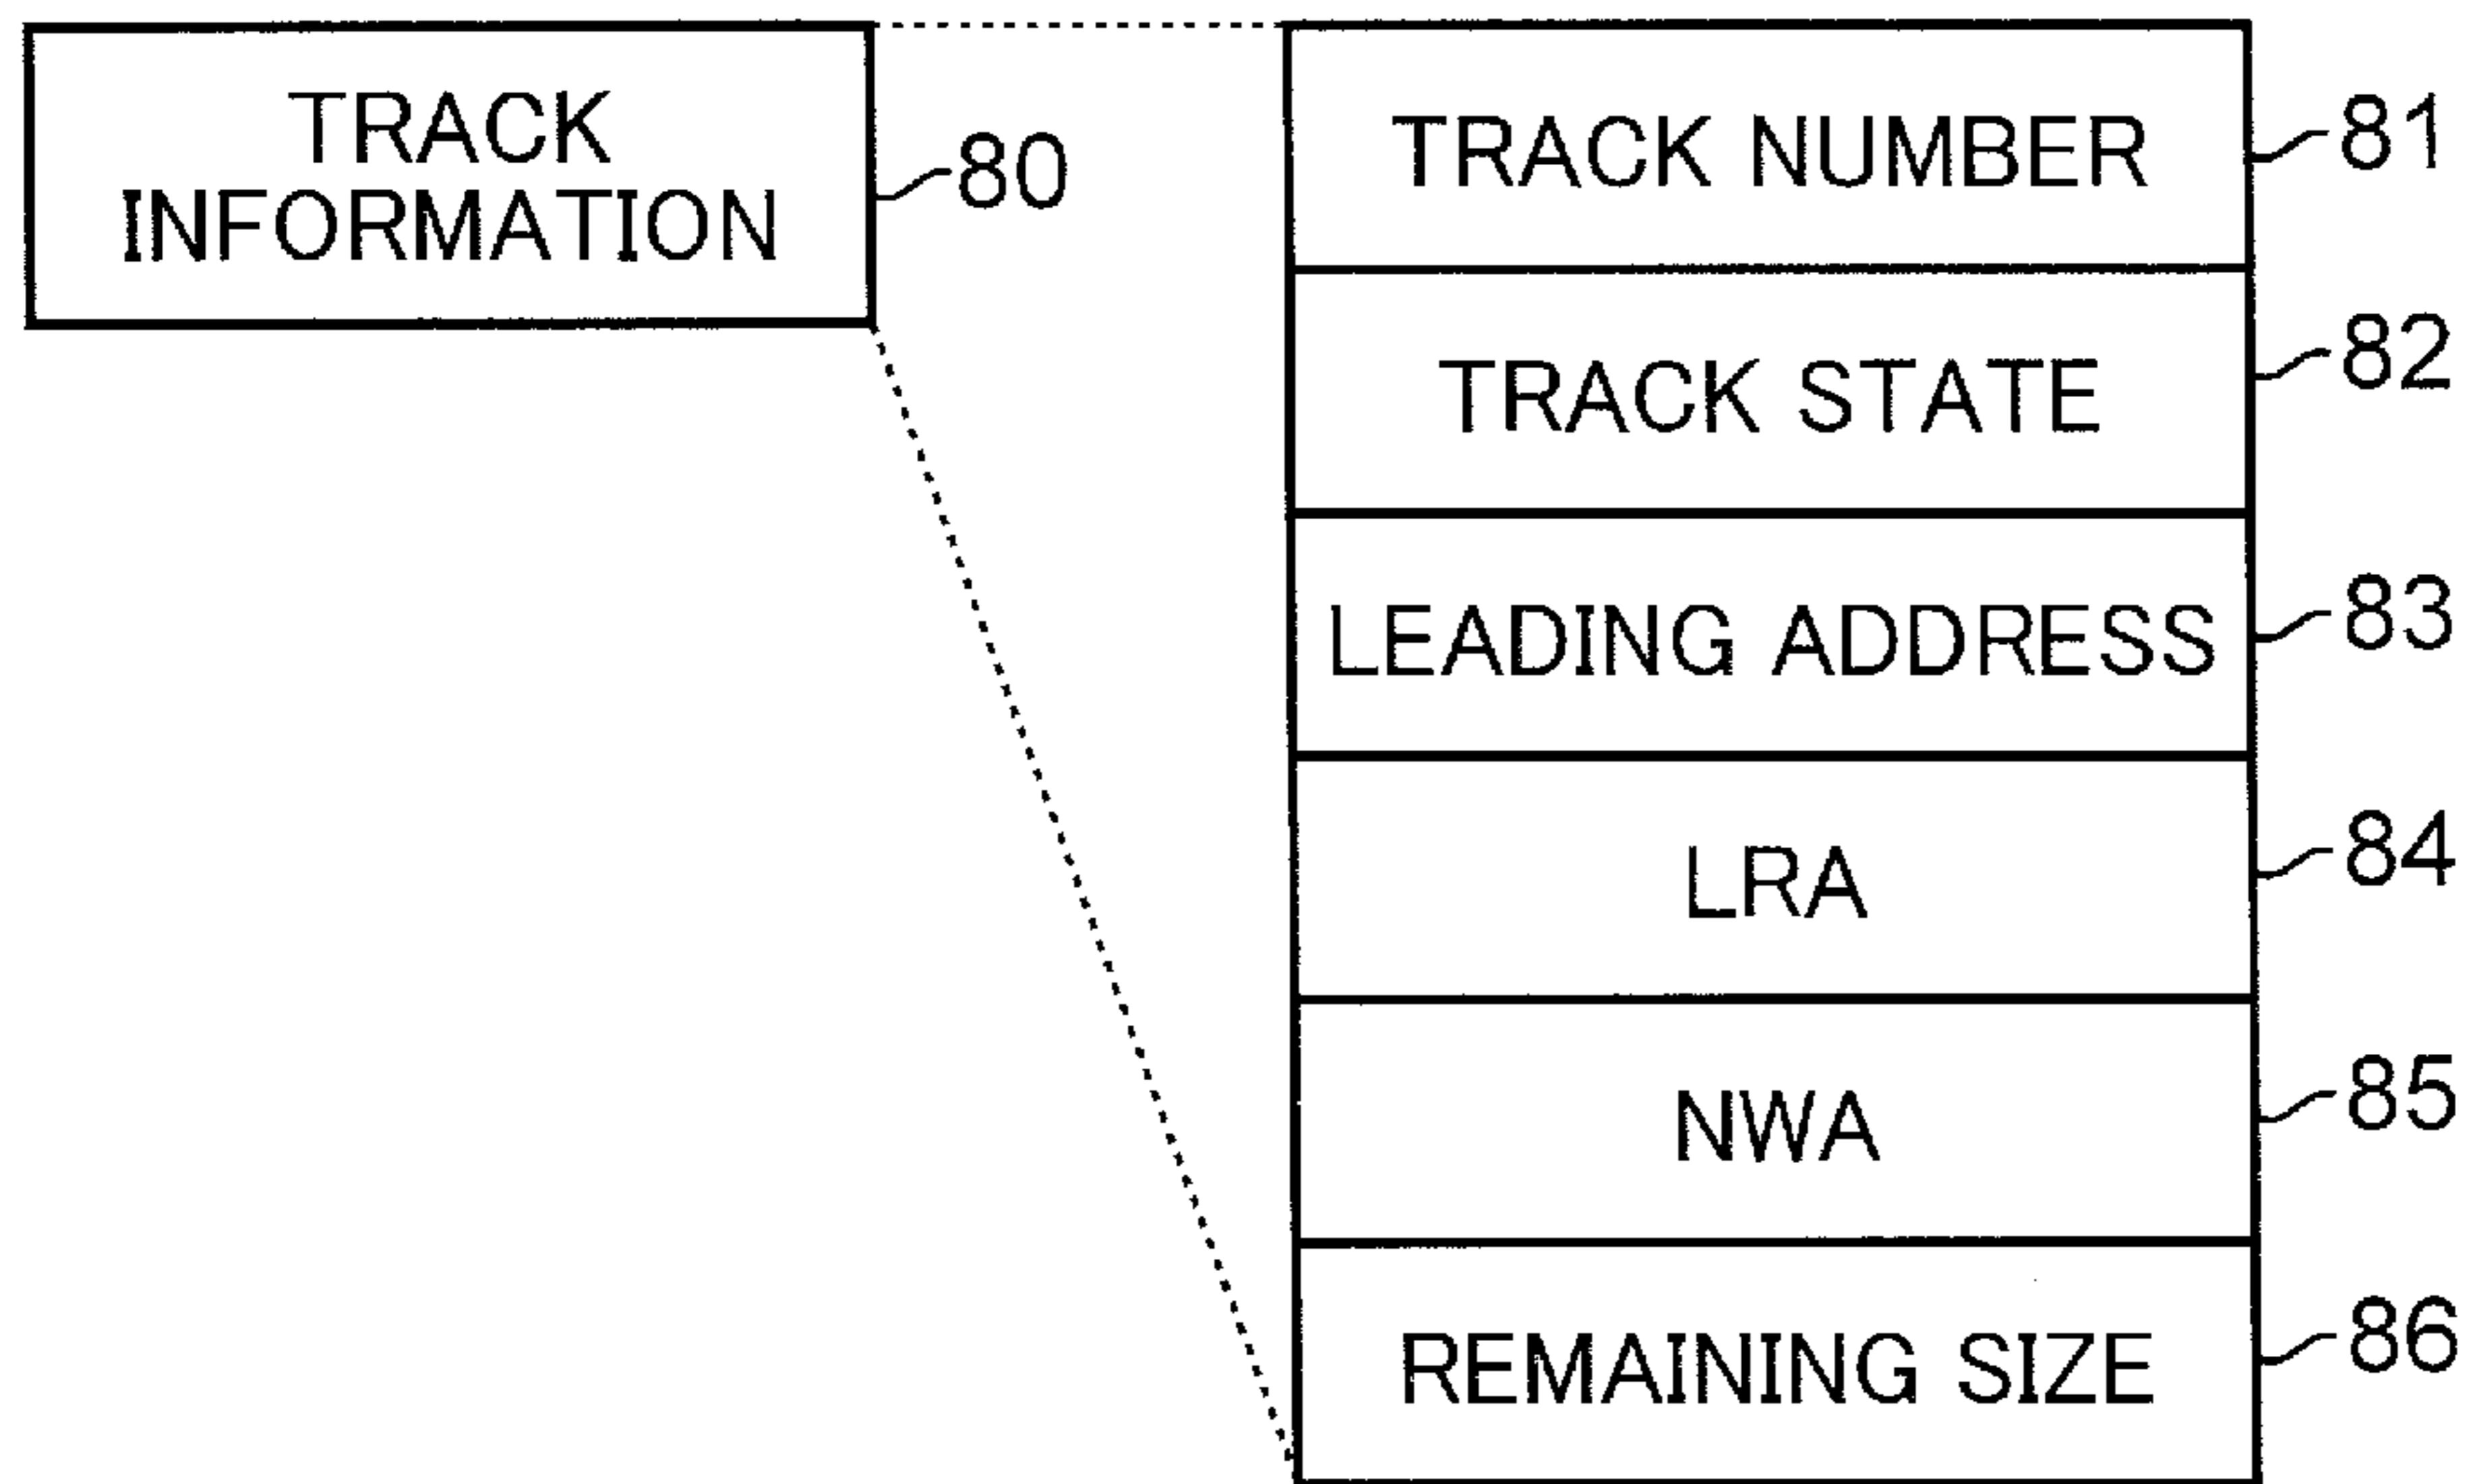 TRACK
INFORMATION
80
TRACK NUMBER
81
TRACK STATE
82
LEADING ADDRESS
83
LRA
84
NWA
85
REMAINING SIZE
86